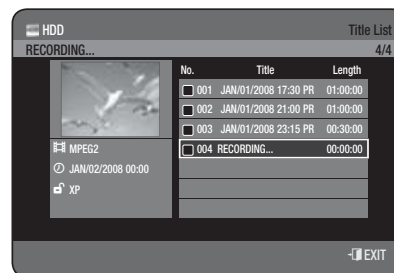 HDD Title List
RECORDING... 4/4
No. Title Length
001 JAN/01/2008 17:30 PR 01:00:00
002 JAN/01/2008 21:00 PR 01:00:00
003 JAN/01/2008 23:15 PR 00:30:00
004 RECORDING... 00:00:00
MPEG2
JAN/02/2008 00:00
XP
EXIT